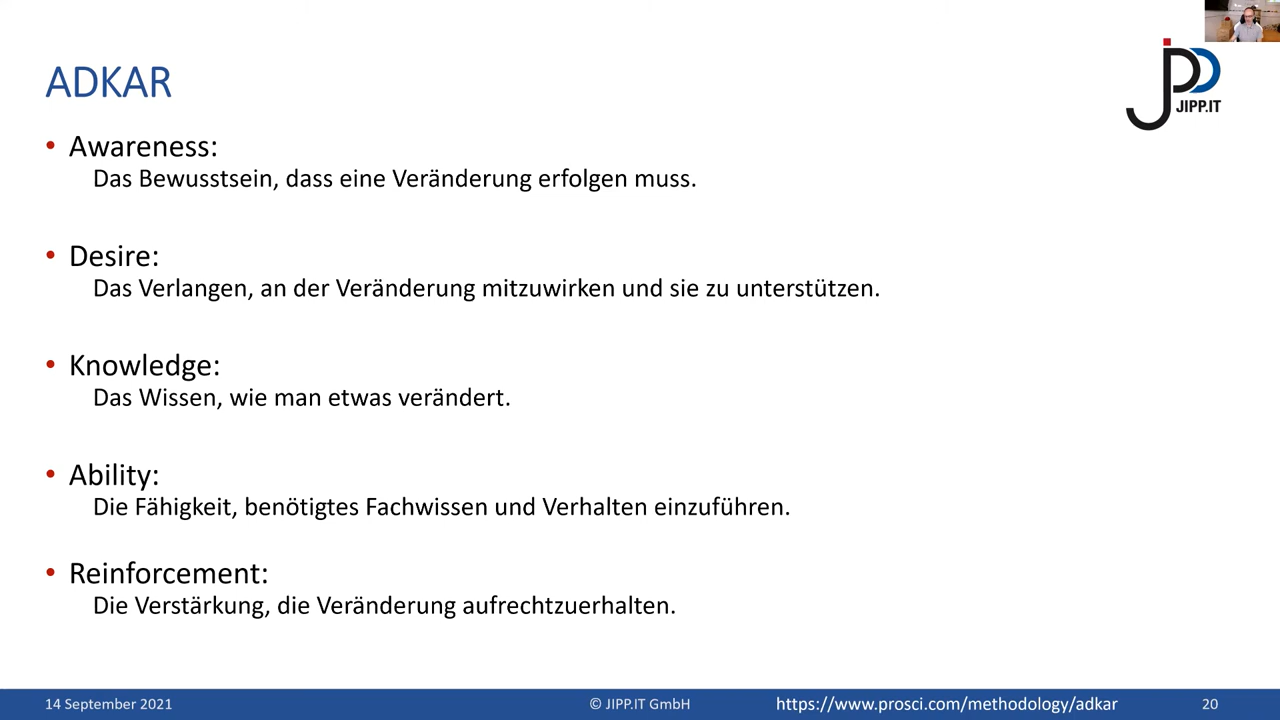 ADKAR
JIPP.IT
• Awareness:
Das Bewusstsein, dass eine Veränderung erfolgen muss.
• Desire:
Das Verlangen, an der Veränderung mitzuwirken und sie zu unterstützen.
• Knowledge:
Das Wissen, wie man etwas verändert.
• Ability:
Die Fähigkeit, benötigtes Fachwissen und Verhalten einzuführen.
• Reinforcement:
Die Verstärkung, die Veränderung aufrechtzuerhalten.
14 September 2021
© JIPP.IT GmbH
https://www.prosci.com/methodology/adkar
20